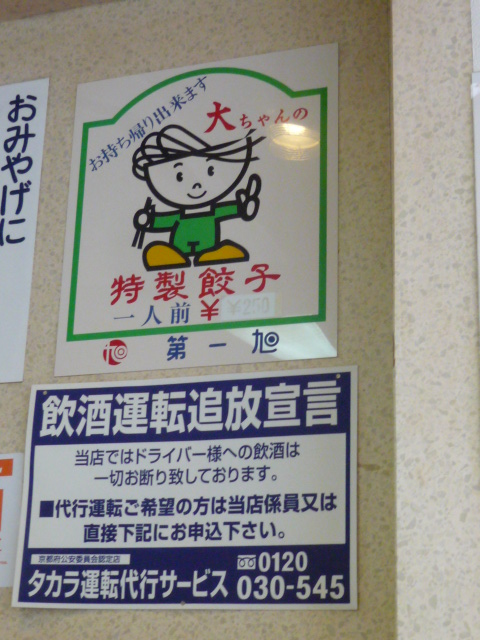 おみやげに
お持ち帰り出来ます
大ちゃんの
特製餃子
一人前 ¥ ¥250
旭 第一旭
飲酒運転追放宣言
当店ではドライバー様への飲酒は
一切お断り致しております。
■代行運転ご希望の方は当店係員又は
直接下記にお申込下さい。
京都府公安委員会認定店
タカラ運転代行サービス
0120
030-545